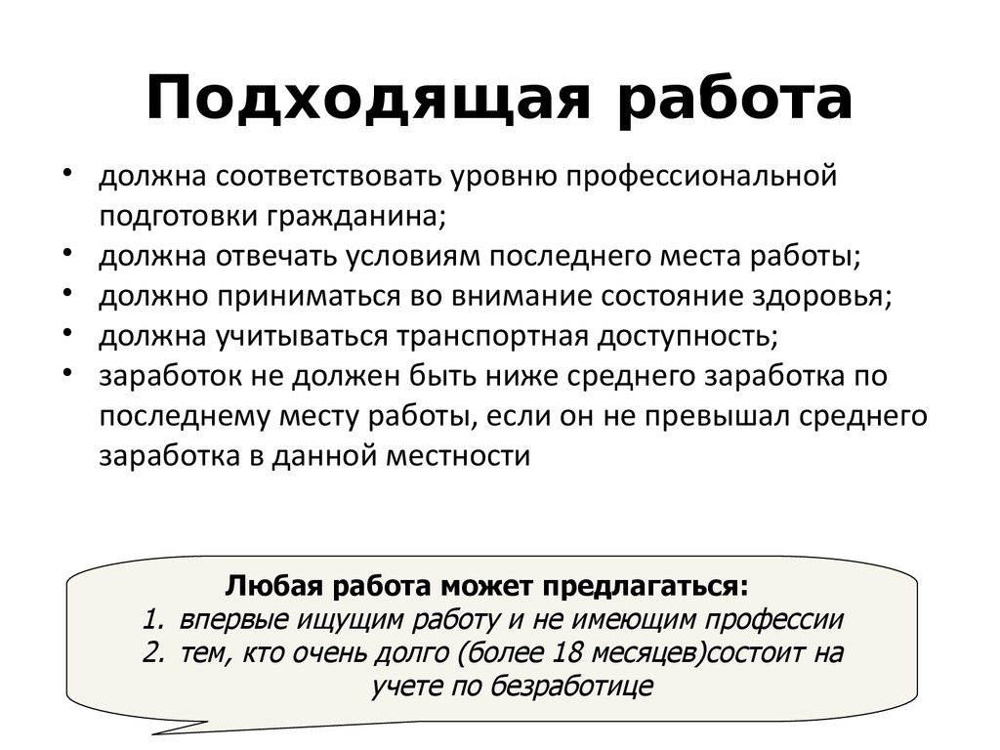 Подходящая работа
• должна соответствовать уровню профессиональной
подготовки гражданина;
• должна отвечать условиям последнего места работы;
• должно приниматься во внимание состояние здоровья;
• должна учитываться транспортная доступность;
• заработок не должен быть ниже среднего заработка по
последнему месту работы, если он не превышал среднего
заработка в данной местности
Любая работа может предлагаться:
1. впервые ищущим работу и не имеющим профессии
2. тем, кто очень долго (более 18 месяцев)состоит на
учете по безработице